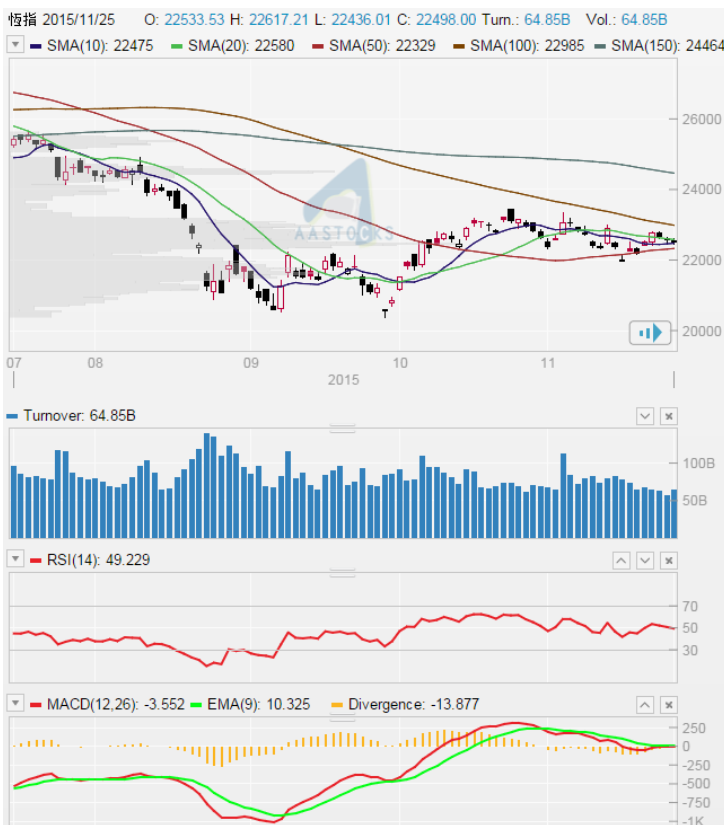 恆指 2015/11/25 O: 22533.53 H: 22617.21 L: 22436.01 C: 22498.00 Turn.: 64.85B Vol.: 64.85B
SMA(10): 22475 SMA(20): 22580 SMA(50): 22329 SMA(100): 22985 SMA(150): 24464
26000
24000
AASTOCKS
22000
20000
07 08 09 10 11
2015
Turnover: 64.85B
100B
50B
RSI(14): 49.229
70
50
30
MACD(12,26): -3.552 EMA(9): 10.325 Divergence: -13.877
250
0
-250
-500
-750
-1K